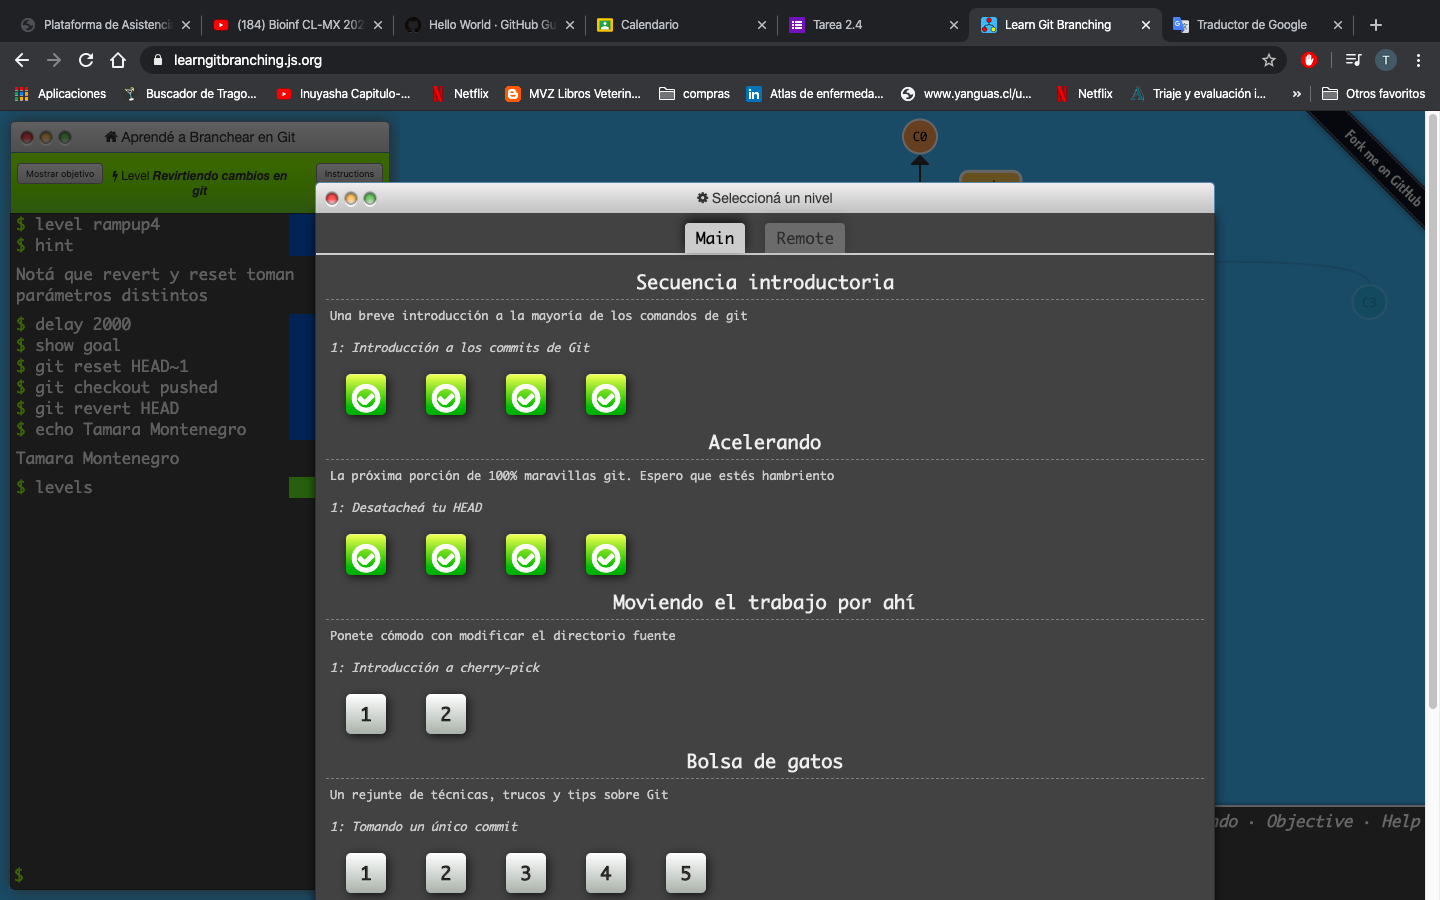 Plataforma de Asistencia
(184) Bioinf CL-MX 202
Hello World · GitHub Gu
Calendario
Tarea 2.4
Learn Git Branching
Traductor de Google
learngitbranching.js.org
T
Aplicaciones
Buscador de Trago...
Inuyasha Capitulo-...
Netflix
MVZ Libros Veterin...
compras
Atlas de enfermeda...
www.yanguas.cl/u...
Netflix
Triaje y evaluación i...
»
Otros favoritos
Aprendé a Branchear en Git
Mostrar objetivo
Level Revirtiendo cambios en git
Instructions
$ level rampup4
$ hint
Notá que revert y reset toman
parámetros distintos
$ delay 2000
$ show goal
$ git reset HEAD~1
$ git checkout pushed
$ git revert HEAD
$ echo Tamara Montenegro
Tamara Montenegro
$ levels
$
C0
Fork me on GitHub
C3
Seleccioná un nivel
Main
Remote
Secuencia introductoria
Una breve introducción a la mayoría de los comandos de git
1: Introducción a los commits de Git
Acelerando
La próxima porción de 100% maravillas git. Espero que estés hambriento
1: Desatacheá tu HEAD
Moviendo el trabajo por ahí
Ponete cómodo con modificar el directorio fuente
1: Introducción a cherry-pick
1 2
Bolsa de gatos
Un rejunte de técnicas, trucos y tips sobre Git
1: Tomando un único commit
1 2 3 4 5
ndo · Objective · Help